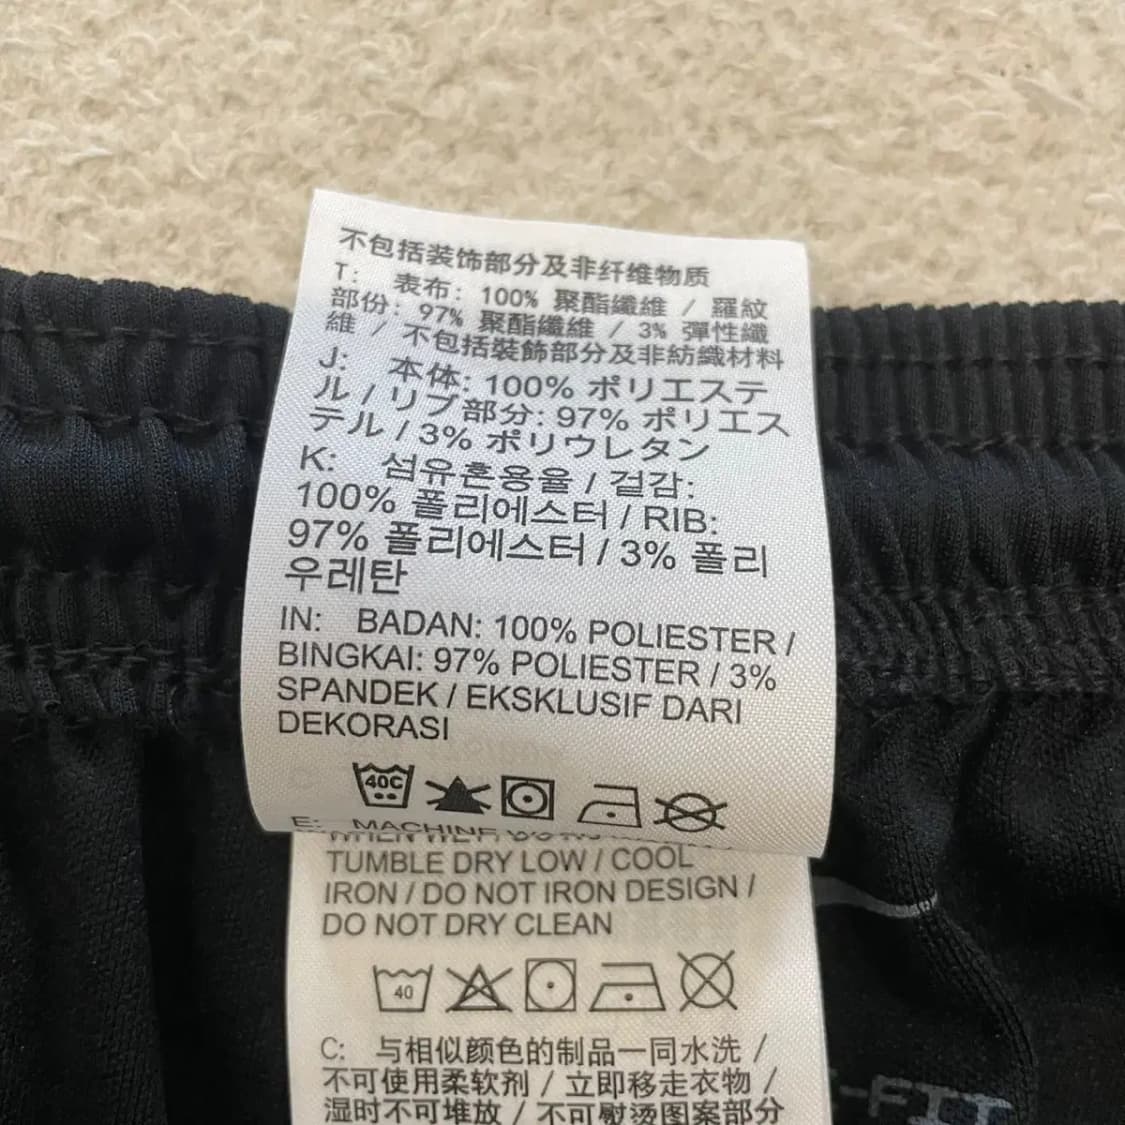 不包括装饰部分及非纤维物质
T: 表布: 100% 聚酯纖維 / 羅紋
部份: 97% 聚酯纖維 / 3% 彈性纖
維 / 不包括裝飾部分及非紡織材料
J: 本体: 100% ポリエステ
ル / リブ部分: 97% ポリエス
テル / 3% ポリウレタン
K: 섬유혼용율 / 겉감:
100% 폴리에스터 / RIB:
97% 폴리에스터 / 3% 폴리
우레탄
IN: BADAN: 100% POLIESTER /
BINGKAI: 97% POLIESTER / 3%
SPANDEK / EKSKLUSIF DARI
DEKORASI
40C
E: MACHINE
WHEN WET /
TUMBLE DRY LOW / COOL
IRON / DO NOT IRON DESIGN /
DO NOT DRY CLEAN
40
C: 与相似颜色的制品一同水洗 /
不可使用柔软剂 / 立即移走衣物 /
湿时不可堆放 / 不可熨烫图案部分
-FIT